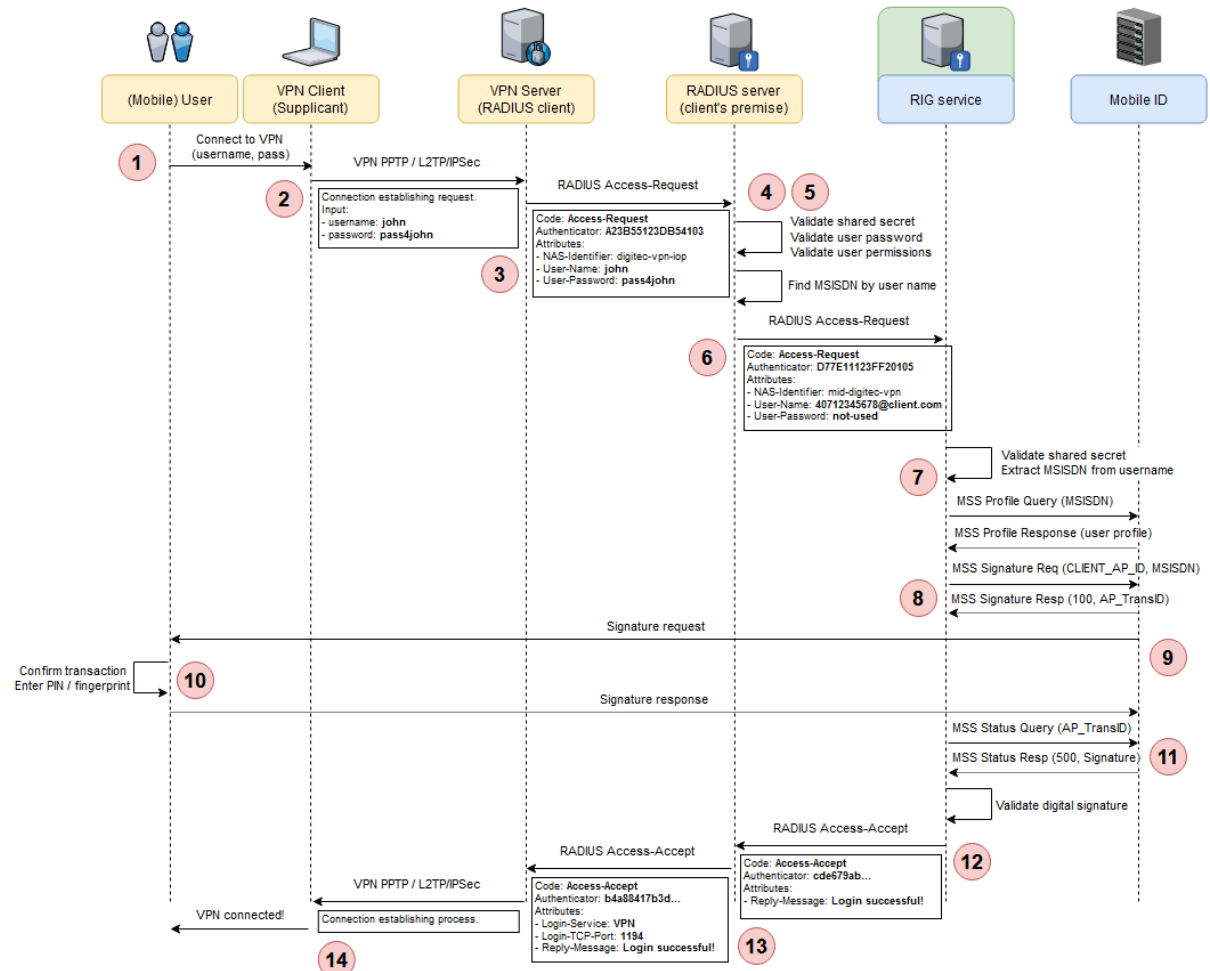 (Mobile) User
VPN Client
(Supplicant)
VPN Server
(RADIUS client)
RADIUS server
(client's premise)
RIG service
Mobile ID
1
Connect to VPN
(username, pass)
2
VPN PPTP / L2TP/IPSec
Connection establishing request.
Input:
- username: john
- password: pass4john
3
RADIUS Access-Request
Code: Access-Request
Authenticator: A23B55123DB54103
Attributes:
- NAS-Identifier: digitec-vpn-iop
- User-Name: john
- User-Password: pass4john
4
5
Validate shared secret
Validate user password
Validate user permissions
Find MSISDN by user name
RADIUS Access-Request
6
Code: Access-Request
Authenticator: D77E11123FF20105
Attributes:
- NAS-Identifier: mid-digitec-vpn
- User-Name: 40712345678@client.com
- User-Password: not-used
7
Validate shared secret
Extract MSISDN from username
MSS Profile Query (MSISDN)
MSS Profile Response (user profile)
MSS Signature Req (CLIENT_AP_ID, MSISDN)
8
MSS Signature Resp (100, AP_TransID)
Signature request
9
Confirm transaction
Enter PIN / fingerprint
10
Signature response
MSS Status Query (AP_TransID)
11
MSS Status Resp (500, Signature)
Validate digital signature
RADIUS Access-Accept
12
Code: Access-Accept
Authenticator: cde679ab...
Attributes:
- Reply-Message: Login successful!
RADIUS Access-Accept
Code: Access-Accept
Authenticator: b4a88417b3d...
Attributes:
- Login-Service: VPN
- Login-TCP-Port: 1194
- Reply-Message: Login successful!
13
VPN PPTP / L2TP/IPSec
Connection establishing process.
VPN connected!
14